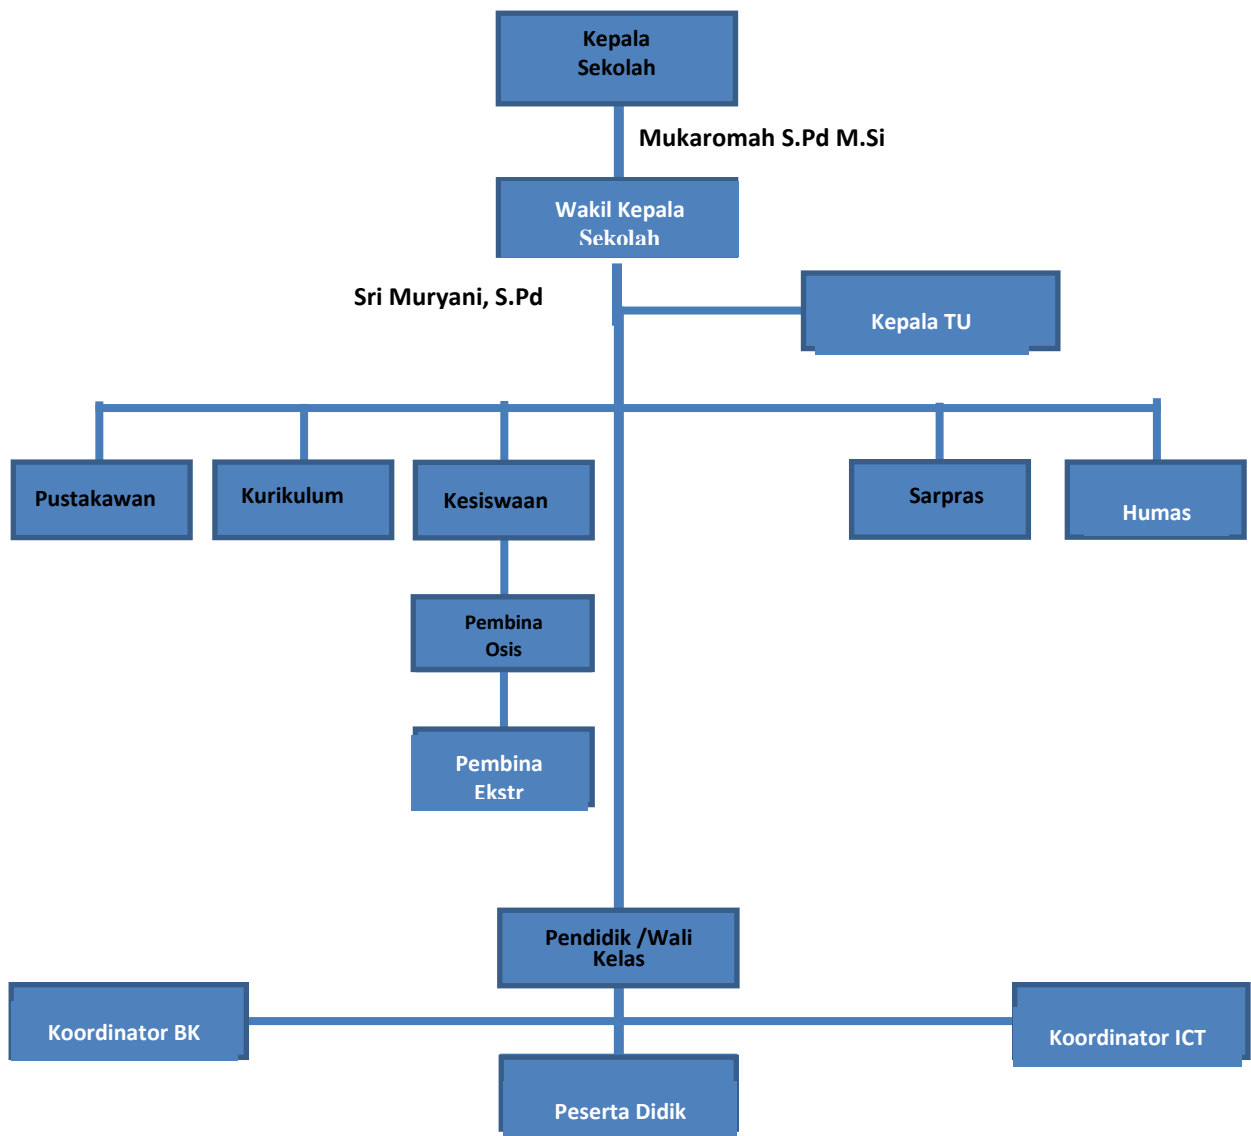 Kepala
Sekolah
Mukaromah S.Pd M.Si
Wakil Kepala
Sekolah
Sri Muryani, S.Pd
Kepala TU
Pustakawan
Kurikulum
Kesiswaan
Sarpras
Humas
Pembina
Osis
Pembina
Ekstr
Pendidik /Wali
Kelas
Koordinator BK
Koordinator ICT
Peserta Didik